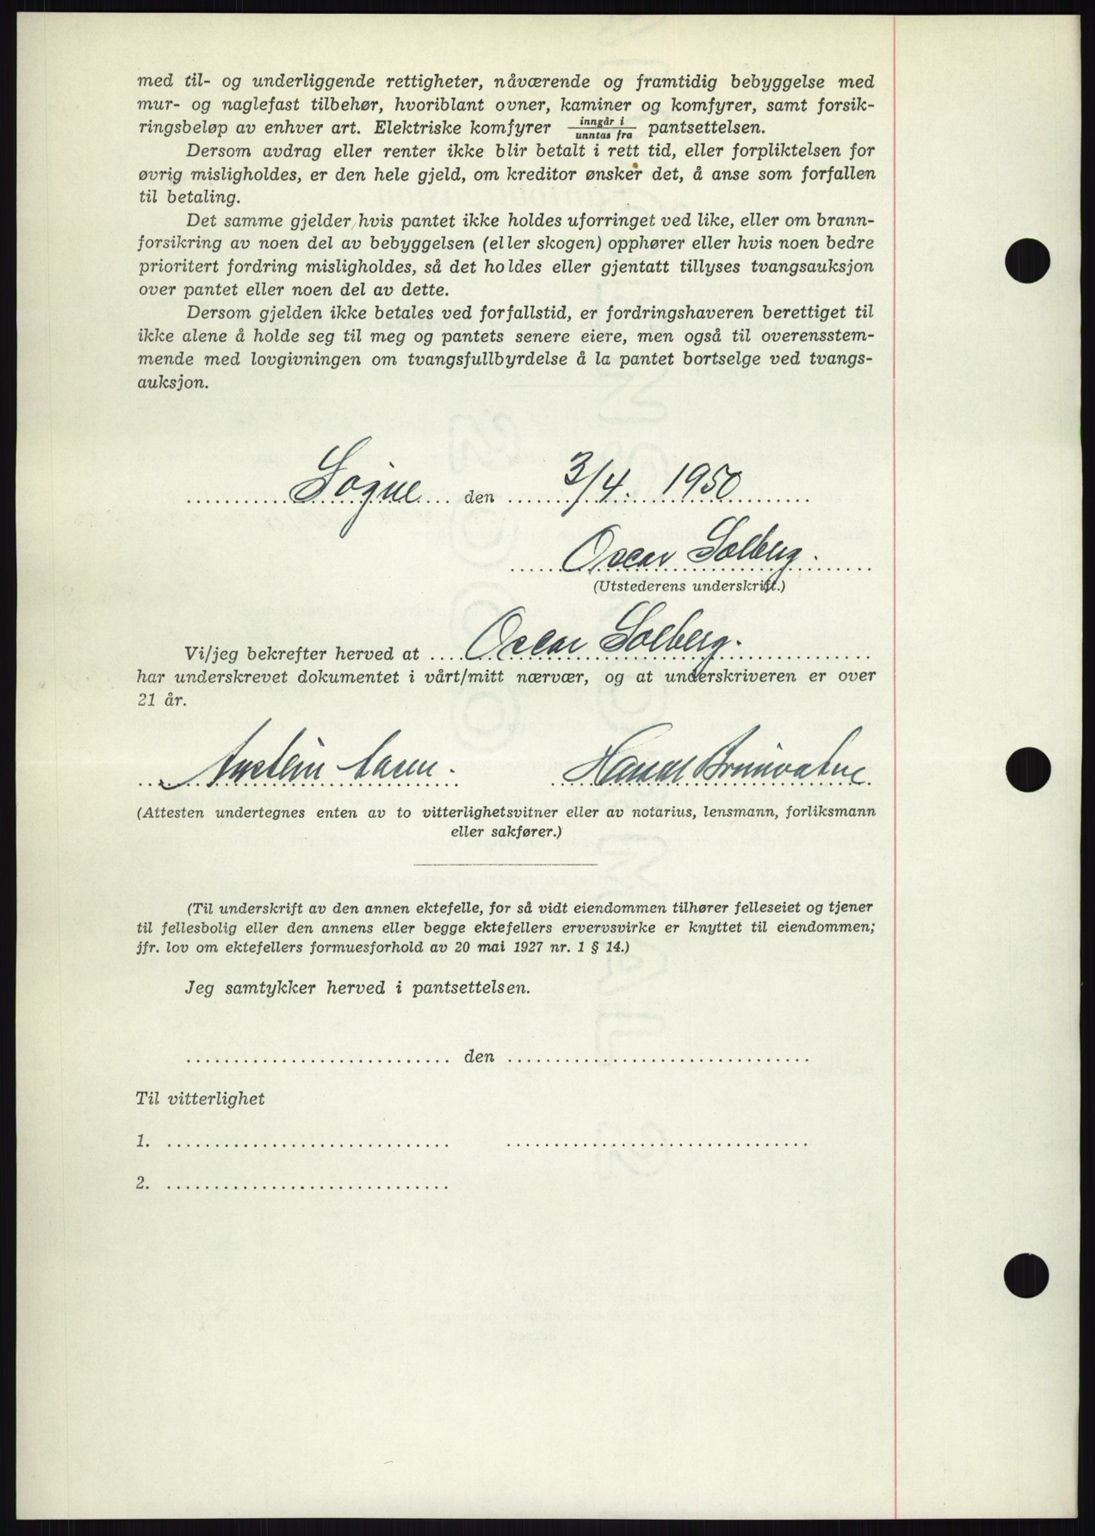 med til- og underliggende rettigheter, nåværende og framtidig bebyggelse med
mur- og naglefast tilbehør, hvoriblant ovner, kaminer og komfyrer, samt forsik-
ringsbeløp av enhver art. Elektriske komfyrer inngår i / unntas fra pantsettelsen.
Dersom avdrag eller renter ikke blir betalt i rett tid, eller forpliktelsen for
øvrig misligholdes, er den hele gjeld, om kreditor ønsker det, å anse som forfallen
til betaling.
Det samme gjelder hvis pantet ikke holdes uforringet ved like, eller om brann-
forsikring av noen del av bebyggelsen (eller skogen) opphører eller hvis noen bedre
prioritert fordring misligholdes, så det holdes eller gjentatt tillyses tvangsauksjon
over pantet eller noen del av dette.
Dersom gjelden ikke betales ved forfallstid, er fordringshaveren berettiget til
ikke alene å holde seg til meg og pantets senere eiere, men også til overensstem-
mende med lovgivningen om tvangsfullbyrdelse å la pantet bortselge ved tvangs-
auksjon.
Søgne den 3/4. 1950
Oscar Solberg.
(Utstederens underskrift.)
Vi/jeg bekrefter herved at Oscar Solberg.
har underskrevet dokumentet i vårt/mitt nærvær, og at underskriveren er over
21 år.
(Attesten undertegnes enten av to vitterlighetsvitner eller av notarius, lensmann, forliksmann
eller sakfører.)
(Til underskrift av den annen ektefelle, for så vidt eiendommen tilhører felleseiet og tjener
til fellesbolig eller den annens eller begge ektefellers ervervsvirke er knyttet til eiendommen;
jfr. lov om ektefellers formuesforhold av 20 mai 1927 nr. 1 § 14.)
Jeg samtykker herved i pantsettelsen.
den
Til vitterlighet
1.
2.